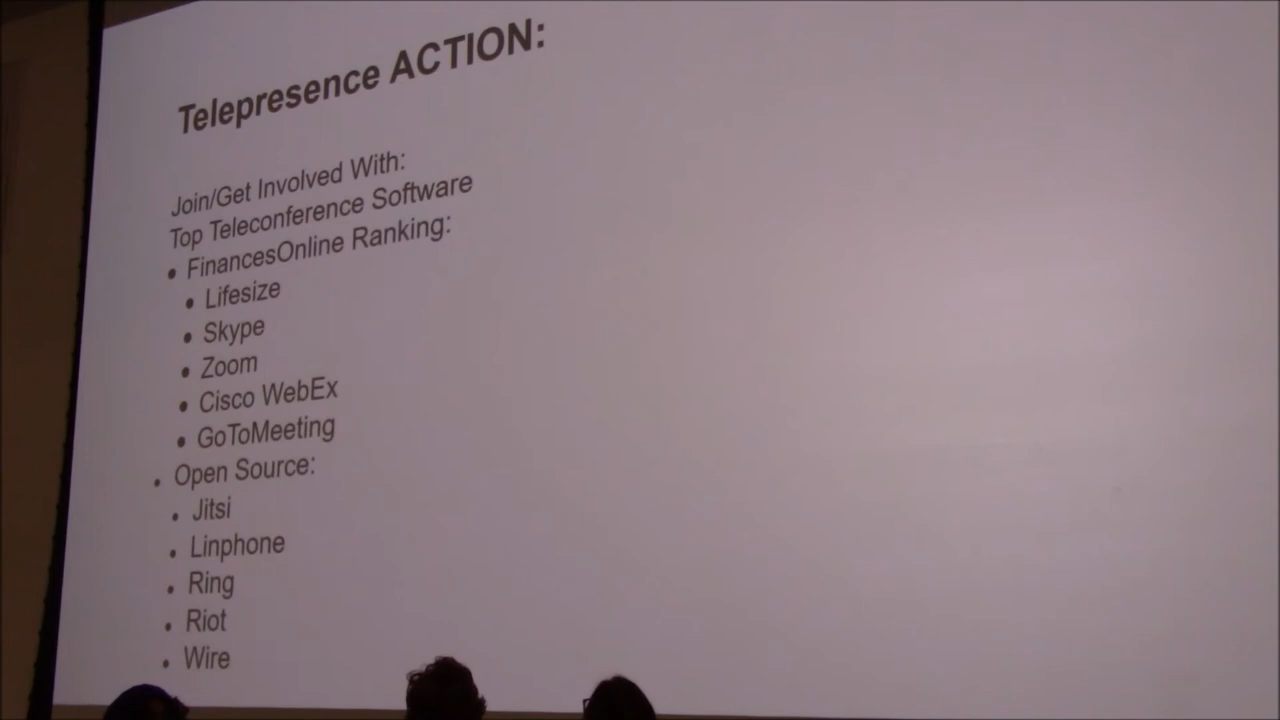 Telepresence ACTION:
Join/Get Involved With:
Top Teleconference Software
• FinancesOnline Ranking:
• Lifesize
• Skype
• Zoom
• Cisco WebEx
• GoToMeeting
• Open Source:
• Jitsi
• Linphone
• Ring
• Riot
• Wire